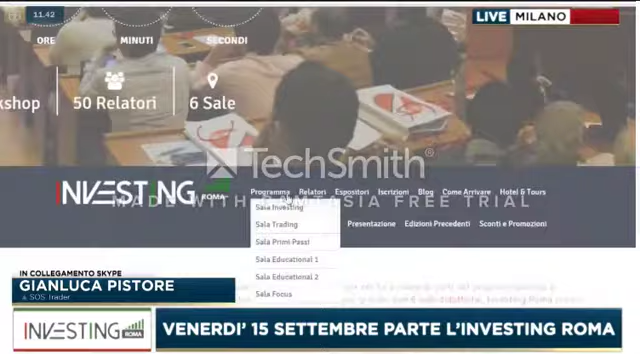 11.42
LIVE MILANO
ORE MINUTI SECONDI
kshop 50 Relatori 6 Sale
TechSmith®
MADE WITH CAMTASIA FREE TRIAL
INVESTING ROMA
Programma Relatori Espositori Iscrizioni Blog Come Arrivare Hotel & Tours
Presentazione Edizioni Precedenti Sconti e Promozioni
Sala Investing
Sala Trading
Sala Primi Passi
Sala Educational 1
Sala Educational 2
Sala Focus
IN COLLEGAMENTO SKYPE
GIANLUCA PISTORE
SOS Trader
INVESTING ROMA
VENERDI' 15 SETTEMBRE PARTE L'INVESTING ROMA